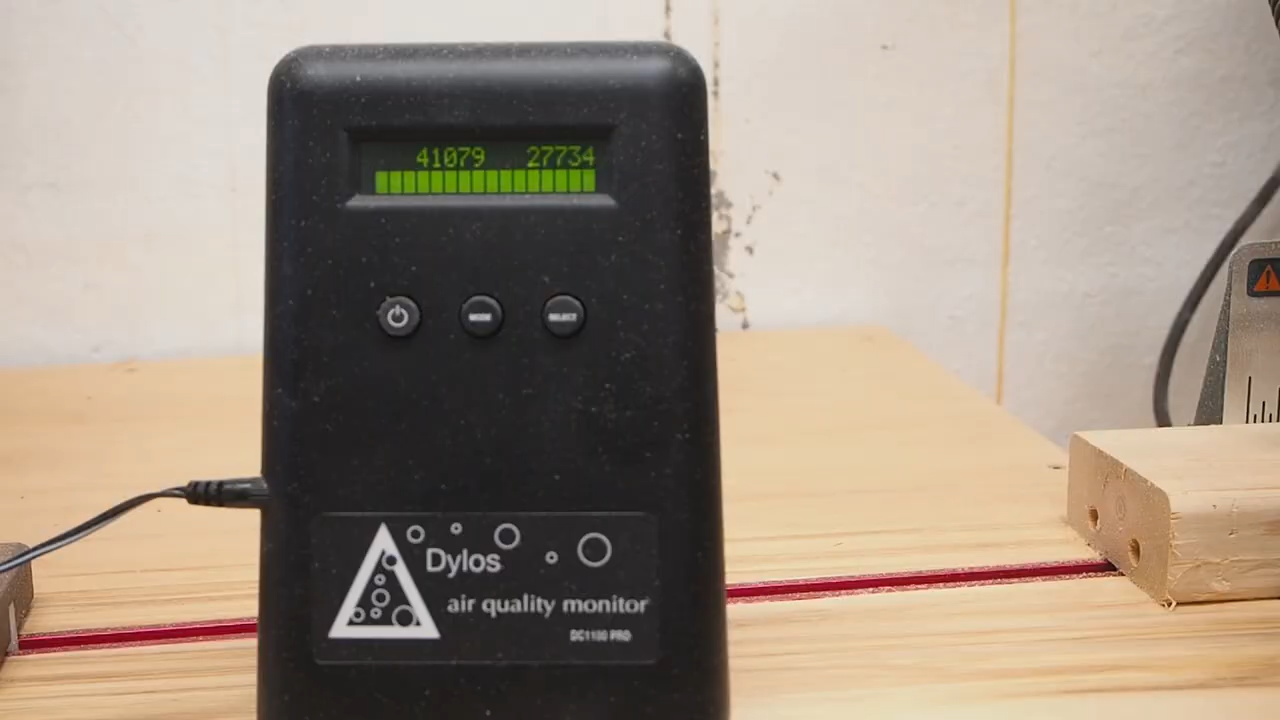 41079 27734
MODE SELECT
Dylos
air quality monitor
DC1100 PRO